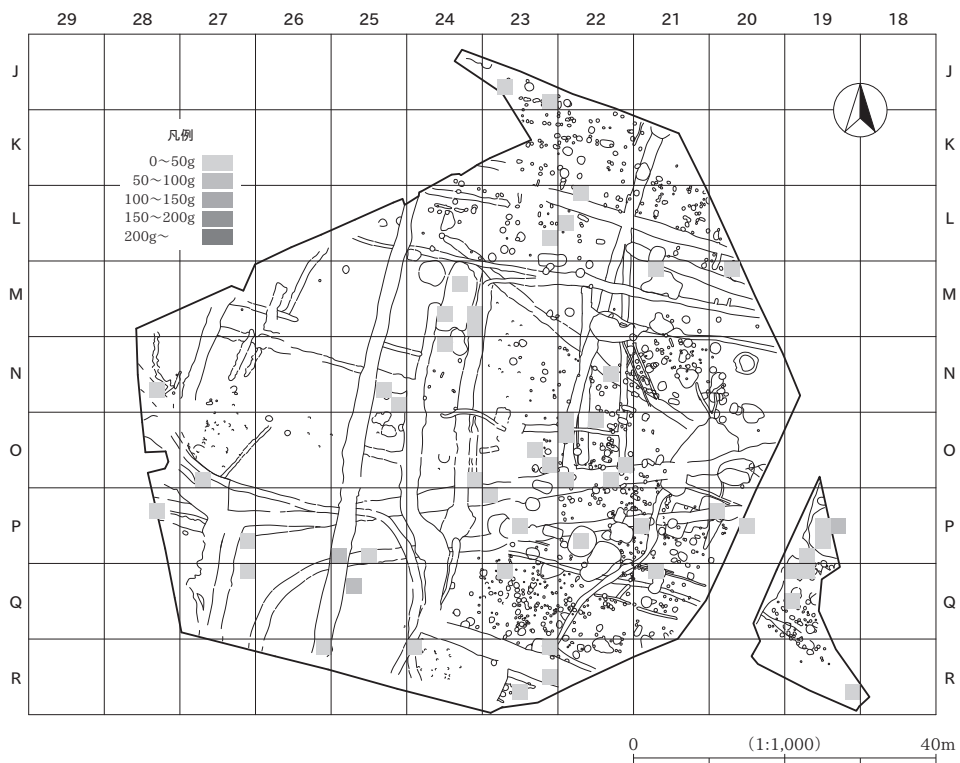 29 28 27 26 25 24 23 22 21 20 19 18
J J
凡例
K K
0～50g
50～100g
100～150g
L L
150～200g
200g～
M M
N N
O O
P P
Q Q
R R
0 （1:1,000） 40m